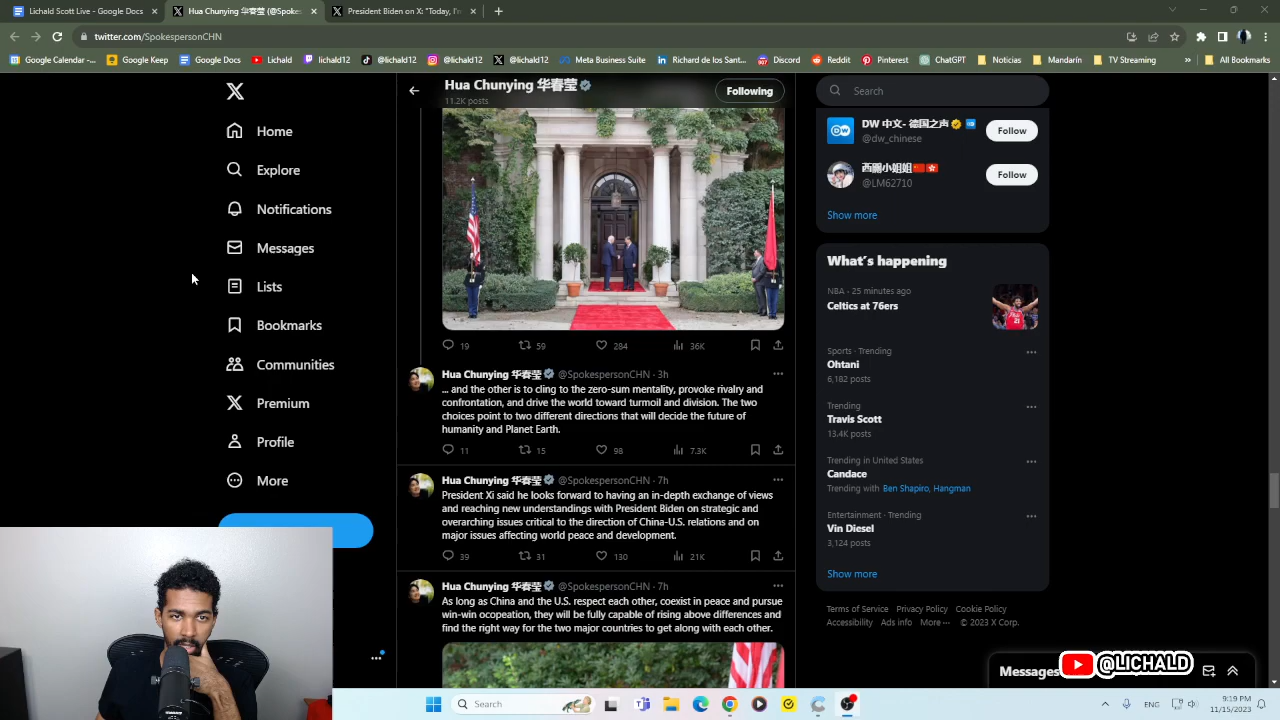 Lichald Scott Live - Google Docs
Hua Chunying 华春莹 (@Spokes
President Biden on X: "Today, I'v
twitter.com/SpokespersonCHN
Google Calendar -...
Google Keep
Google Docs
Lichald
lichald12
@lichald12
@lichald12
@lichald12
Meta Business Suite
Richard de los Sant...
Discord
Reddit
Pinterest
ChatGPT
Noticias
Mandarín
TV Streaming
»
All Bookmarks
Hua Chunying 华春莹
11.2K posts
Following
Home
Explore
Notifications
Messages
Lists
Bookmarks
Communities
Premium
Profile
More
19 59 284 36K
Hua Chunying 华春莹 @SpokespersonCHN · 3h
... and the other is to cling to the zero-sum mentality, provoke rivalry and
confrontation, and drive the world toward turmoil and division. The two
choices point to two different directions that will decide the future of
humanity and Planet Earth.
11 15 98 7.3K
Hua Chunying 华春莹 @SpokespersonCHN · 7h
President Xi said he looks forward to having an in-depth exchange of views
and reaching new understandings with President Biden on strategic and
overarching issues critical to the direction of China-U.S. relations and on
major issues affecting world peace and development.
39 31 130 21K
Hua Chunying 华春莹 @SpokespersonCHN · 7h
As long as China and the U.S. respect each other, coexist in peace and pursue
win-win ocopeation, they will be fully capable of rising above differences and
find the right way for the two major countries to get along with each other.
Search
DW 中文- 德国之声
@dw_chinese
Follow
@LM62710
Follow
Show more
What's happening
NBA · 25 minutes ago
Celtics at 76ers
Sports · Trending
Ohtani
6,182 posts
Trending
Travis Scott
13.4K posts
Trending in United States
Candace
Trending with Ben Shapiro, Hangman
Entertainment · Trending
Vin Diesel
3,124 posts
Show more
Terms of Service Privacy Policy Cookie Policy
Accessibility Ads info More ··· © 2023 X Corp.
Messages
@LICHALD
Search
ENG
9:19 PM
11/15/2023